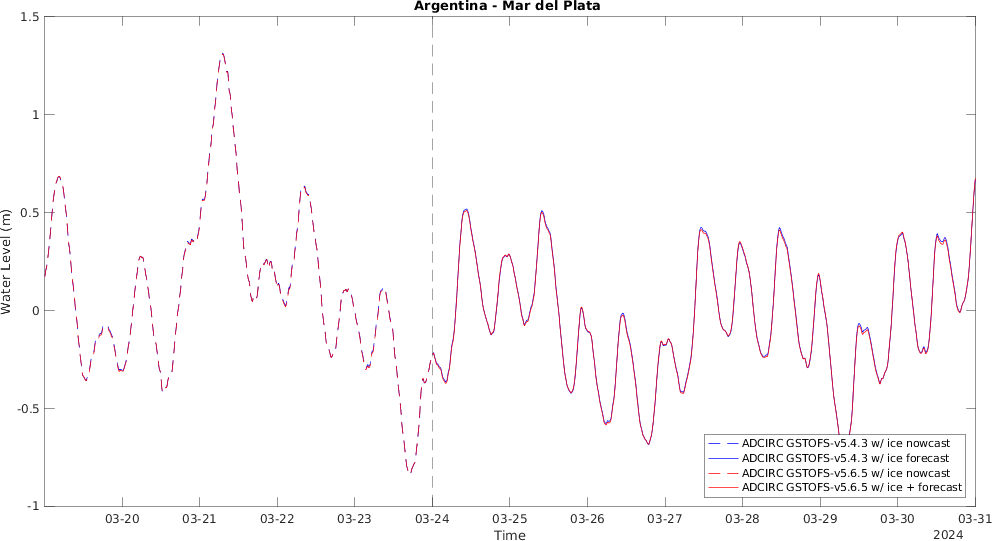 Argentina - Mar del Plata
1.5
1
0.5
0
-0.5
-1
Water Level (m)
ADCIRC GSTOFS-v5.4.3 w/ ice nowcast
ADCIRC GSTOFS-v5.4.3 w/ ice forecast
ADCIRC GSTOFS-v5.6.5 w/ ice nowcast
ADCIRC GSTOFS-v5.6.5 w/ ice + forecast
03-20 03-21 03-22 03-23 03-24 03-25 03-26 03-27 03-28 03-29 03-30 03-31
Time
2024